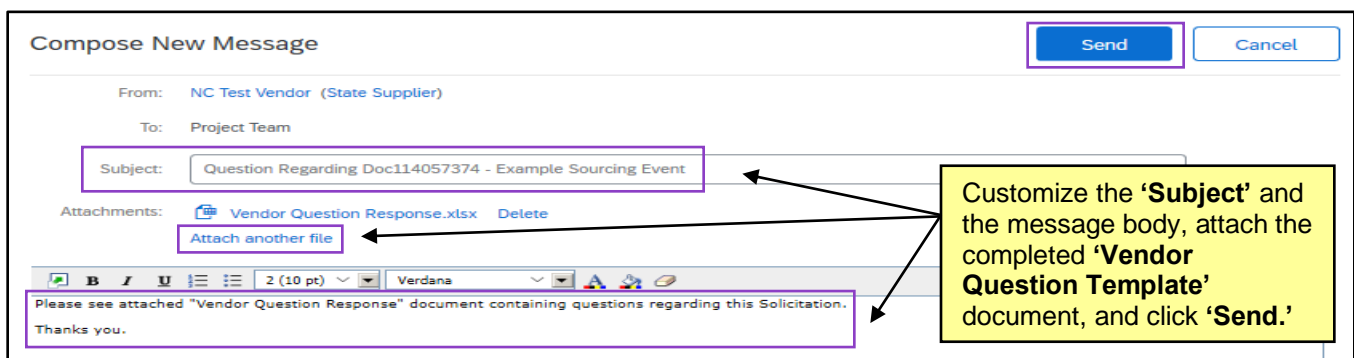 Compose New Message
Send
Cancel
From: NC Test Vendor (State Supplier)
To: Project Team
Subject: Question Regarding Doc114057374 - Example Sourcing Event
Attachments: Vendor Question Response.xlsx Delete
Attach another file
B I U 2 (10 pt) Verdana A
Please see attached "Vendor Question Response" document containing questions regarding this Solicitation.
Thanks you.
Customize the ‘Subject’ and
the message body, attach the
completed ‘Vendor
Question Template’
document, and click ‘Send.’